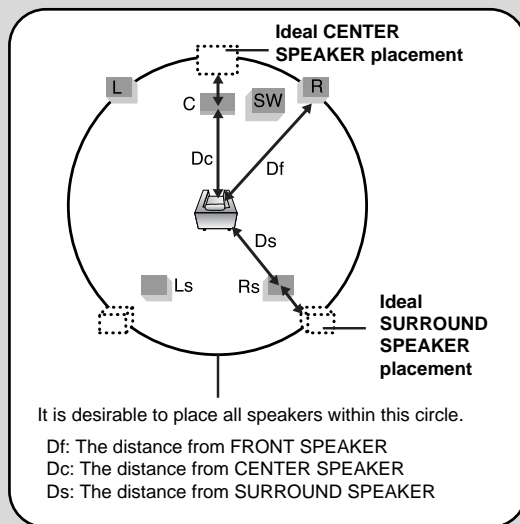 Ideal CENTER
SPEAKER placement
L
R
C
SW
Dc
Df
Ds
Ls
Rs
Ideal
SURROUND
SPEAKER
placement
It is desirable to place all speakers within this circle.
Df: The distance from FRONT SPEAKER
Dc: The distance from CENTER SPEAKER
Ds: The distance from SURROUND SPEAKER